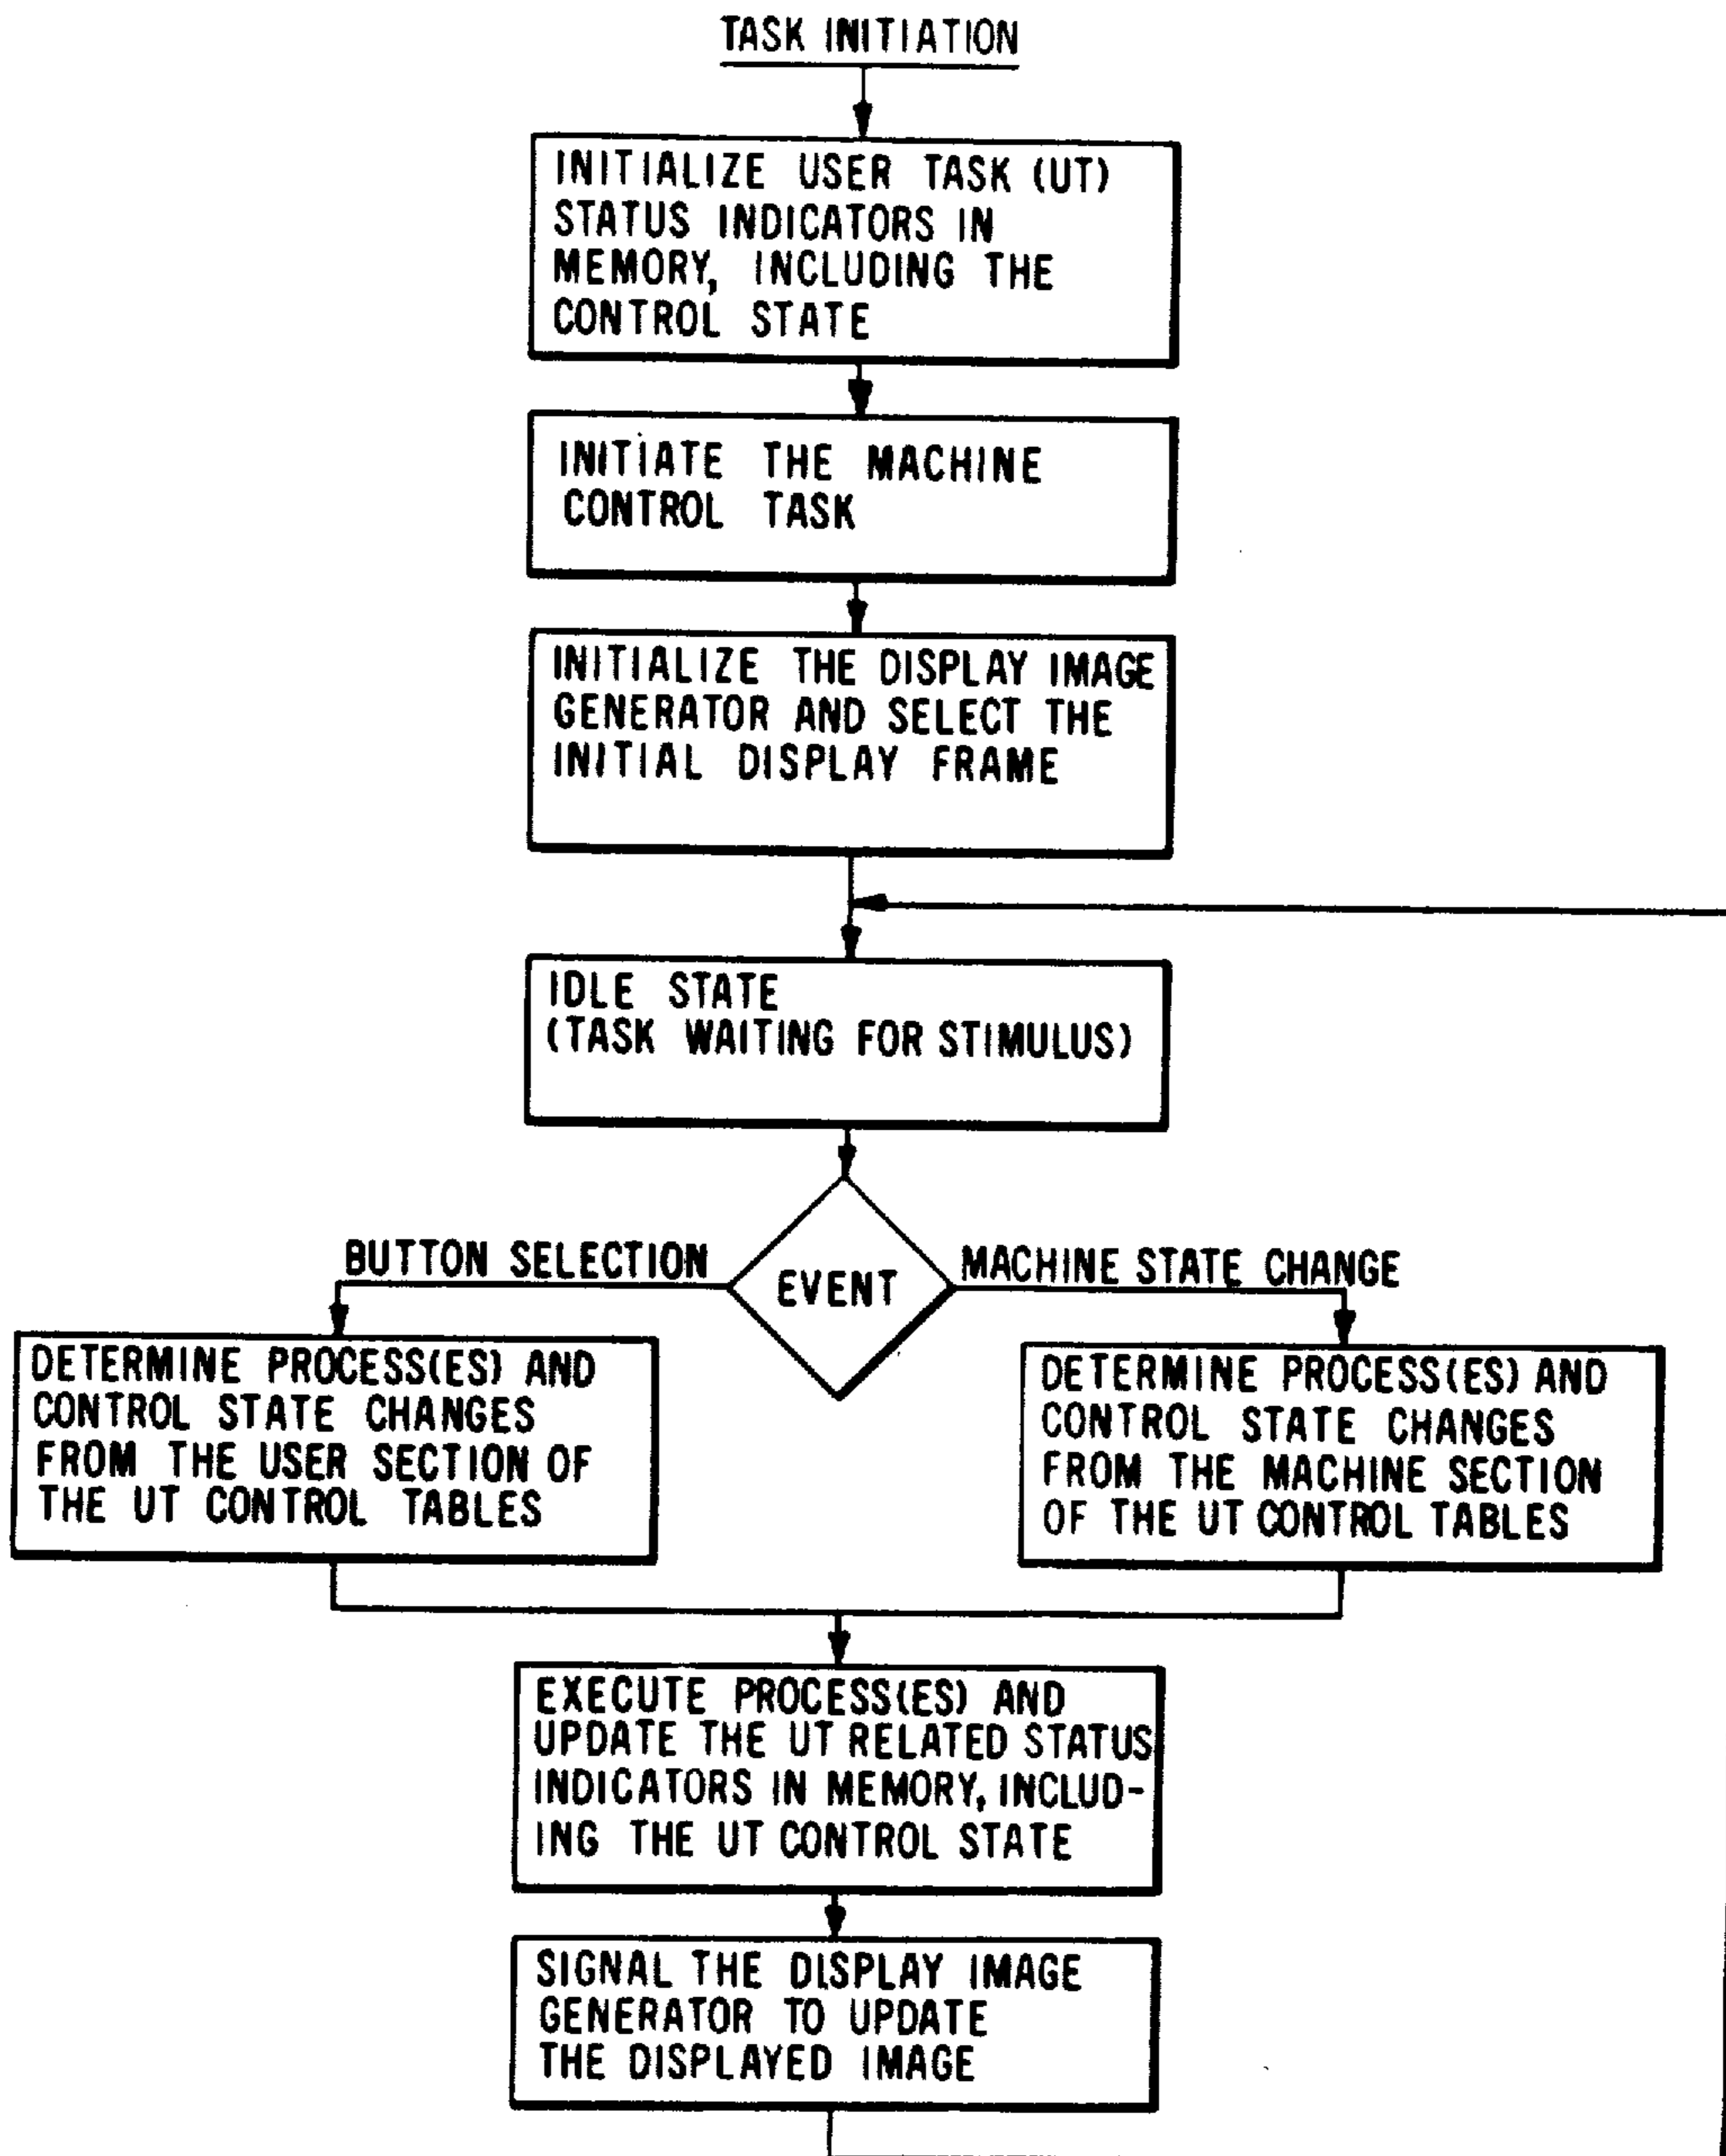 TASK INITIATION
INITIALIZE USER TASK (UT)
STATUS INDICATORS IN
MEMORY, INCLUDING THE
CONTROL STATE
INITIATE THE MACHINE
CONTROL TASK
INITIALIZE THE DISPLAY IMAGE
GENERATOR AND SELECT THE
INITIAL DISPLAY FRAME
IDLE STATE
(TASK WAITING FOR STIMULUS)
BUTTON SELECTION
EVENT
MACHINE STATE CHANGE
DETERMINE PROCESS(ES) AND
CONTROL STATE CHANGES
FROM THE USER SECTION OF
THE UT CONTROL TABLES
DETERMINE PROCESS(ES) AND
CONTROL STATE CHANGES
FROM THE MACHINE SECTION
OF THE UT CONTROL TABLES
EXECUTE PROCESS(ES) AND
UPDATE THE UT RELATED STATUS
INDICATORS IN MEMORY, INCLUD-
ING THE UT CONTROL STATE
SIGNAL THE DISPLAY IMAGE
GENERATOR TO UPDATE
THE DISPLAYED IMAGE